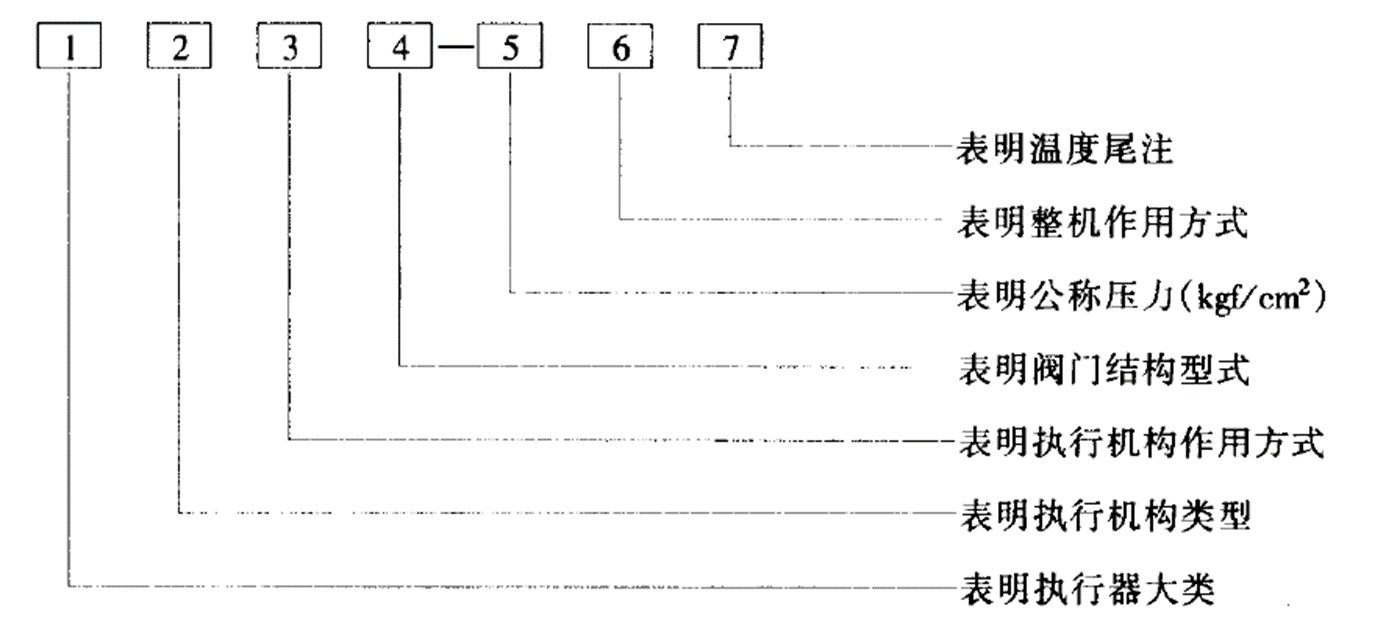 1 2 3 4—5 6 7
表明温度尾注
表明整机作用方式
表明公称压力(kgf/cm²)
表明阀门结构型式
表明执行机构作用方式
表明执行机构类型
表明执行器大类